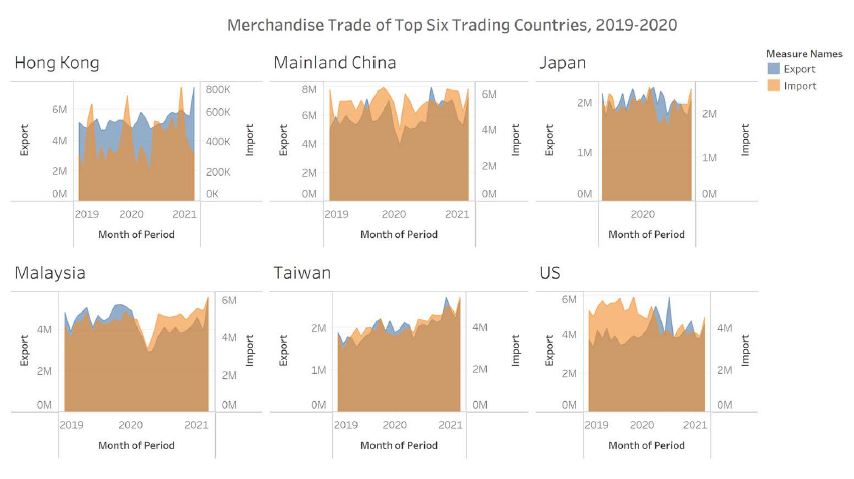 Merchandise Trade of Top Six Trading Countries, 2019-2020
Measure Names
Export
Import
Hong Kong
Export
6M
4M
2M
0M
800K
600K
400K
200K
0K
Import
2019 2020 2021
Month of Period
Mainland China
Export
8M
6M
4M
2M
0M
6M
4M
2M
0M
Import
2019 2020 2021
Month of Period
Japan
Export
2M
1M
0M
2M
1M
0M
Import
2020
Month of Period
Malaysia
Export
4M
2M
0M
6M
4M
2M
0M
Import
2019 2020 2021
Month of Period
Taiwan
Export
2M
1M
0M
4M
2M
0M
Import
2019 2020 2021
Month of Period
US
Export
6M
4M
2M
0M
4M
2M
0M
Import
2019 2020 2021
Month of Period